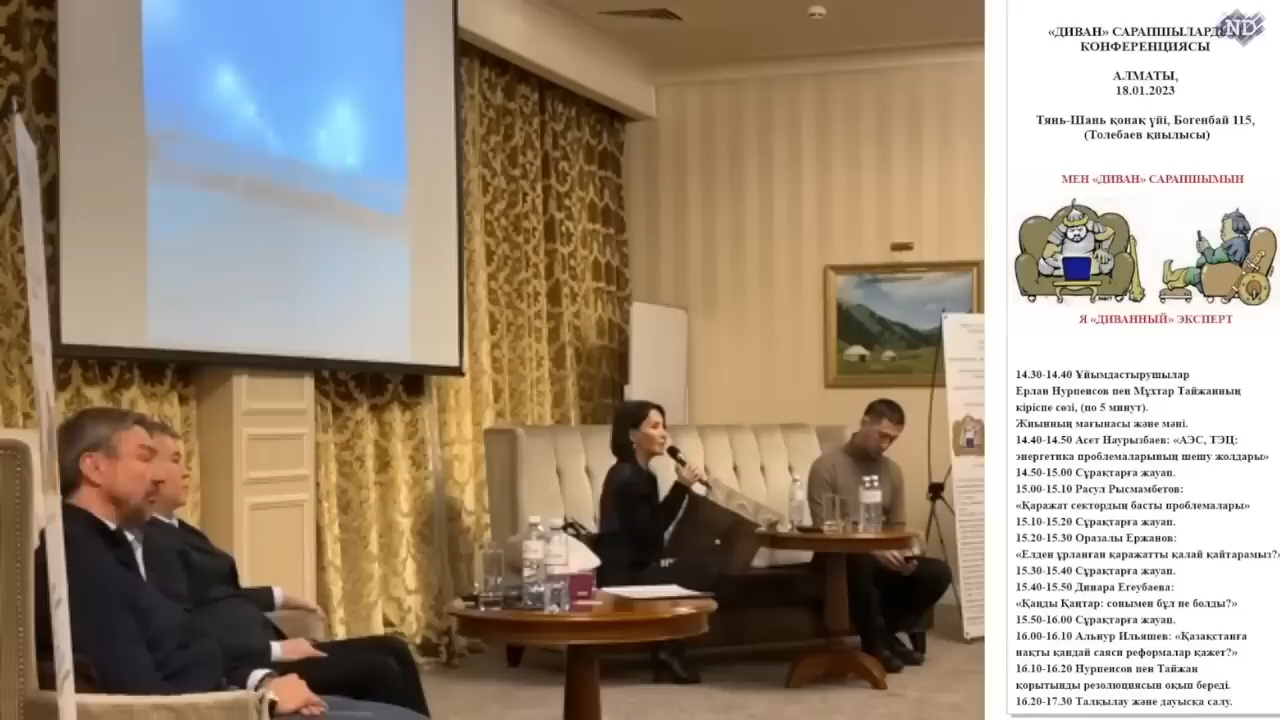 ND
«ДИВАН» САРАПШЫЛАРДЫ
КОНФЕРЕНЦИЯСЫ
АЛМАТЫ,
18.01.2023
Тянь-Шань қонақ үйі, Богенбай 115,
(Толебаев қиылысы)
МЕН «ДИВАН» САРАПШЫМЫН
Я «ДИВАННЫЙ» ЭКСПЕРТ
14.30-14.40 Ұйымдастырушылар
Ерлан Нурпеисов пен Мұхтар Тайжанның
кіріспе сөзі, (по 5 минут).
Жиынның мағынасы және мәні.
14.40-14.50 Асет Наурызбаев: «АЭС, ТЭЦ:
энергетика проблемаларының шешу жолдары»
14.50-15.00 Сұрақтарға жауап.
15.00-15.10 Расул Рысмамбетов:
«Қаражат сектордың басты проблемалары»
15.10-15.20 Сұрақтарға жауап.
15.20-15.30 Оразалы Ержанов:
«Елден ұрланған қаражатты қалай қайтарамыз?»
15.30-15.40 Сұрақтарға жауап.
15.40-15.50 Динара Егеубаева:
«Қанды Қаңтар: сонымен бұл не болды?»
15.50-16.00 Сұрақтарға жауап.
16.00-16.10 Альнур Ильяшев: «Қазақстанға
нақты қандай саяси реформалар қажет?»
16.10-16.20 Нурпеисов пен Тайжан
қорытынды резолюциясын оқып береді.
16.20-17.30 Талқылау және дауысқа салу.